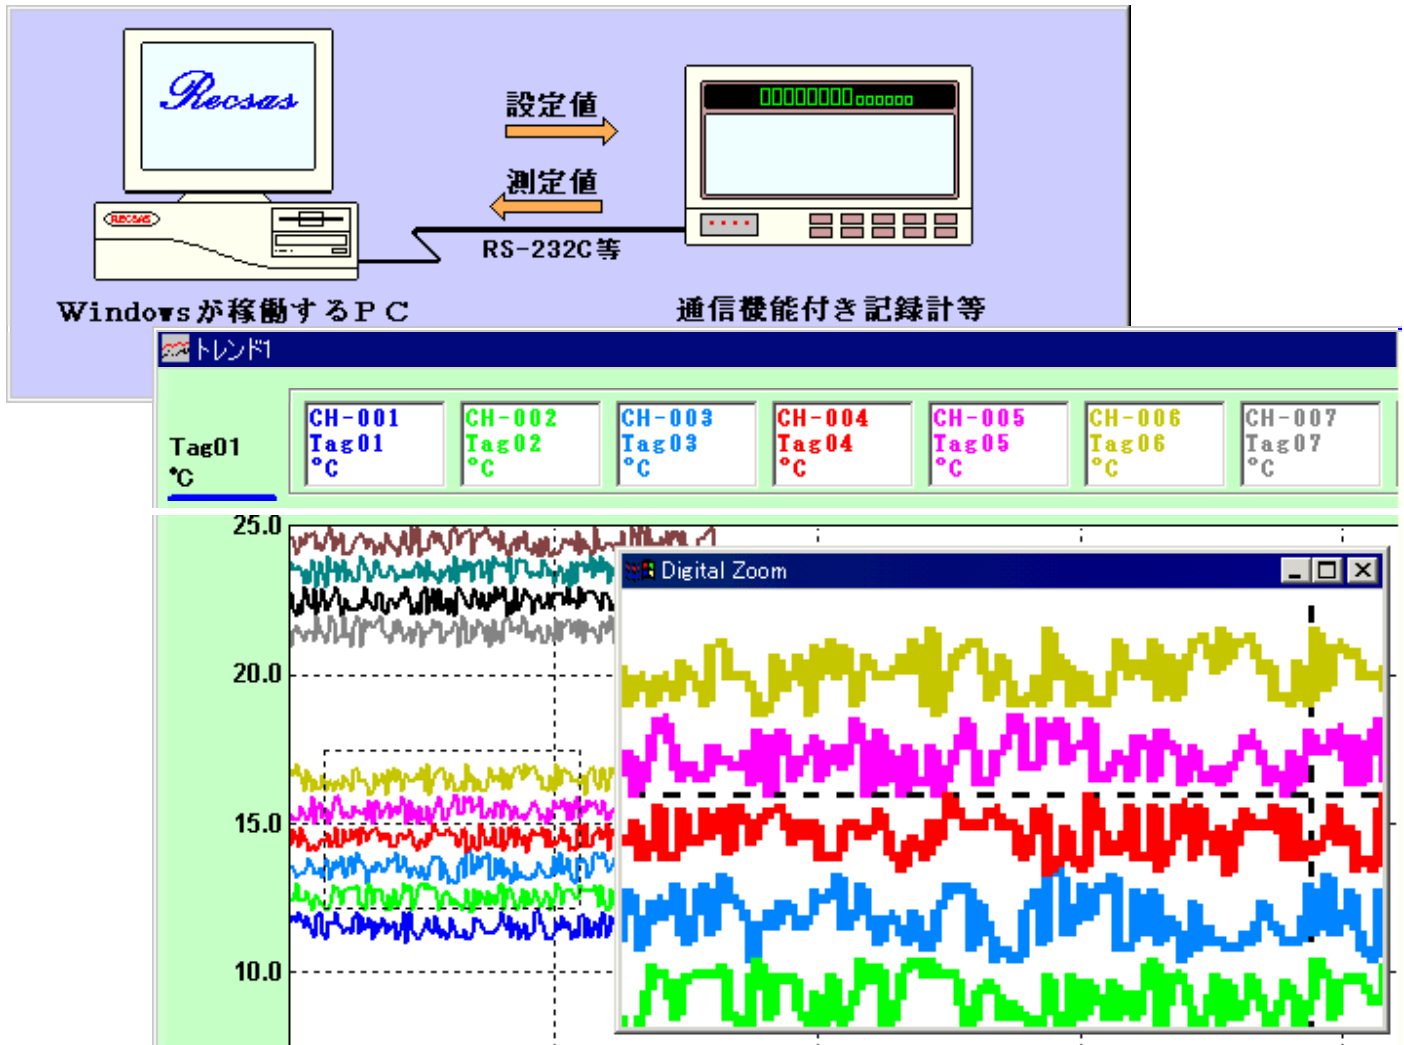 Recsas
設定値
測定値
RECSAS
RS-232C等
Windowsが稼働するPC
通信機能付き記録計等
トレンド1
Tag01
℃
CH-001
Tag01
℃
CH-002
Tag02
℃
CH-003
Tag03
℃
CH-004
Tag04
℃
CH-005
Tag05
℃
CH-006
Tag06
℃
CH-007
Tag07
℃
25.0
20.0
15.0
10.0
Digital Zoom